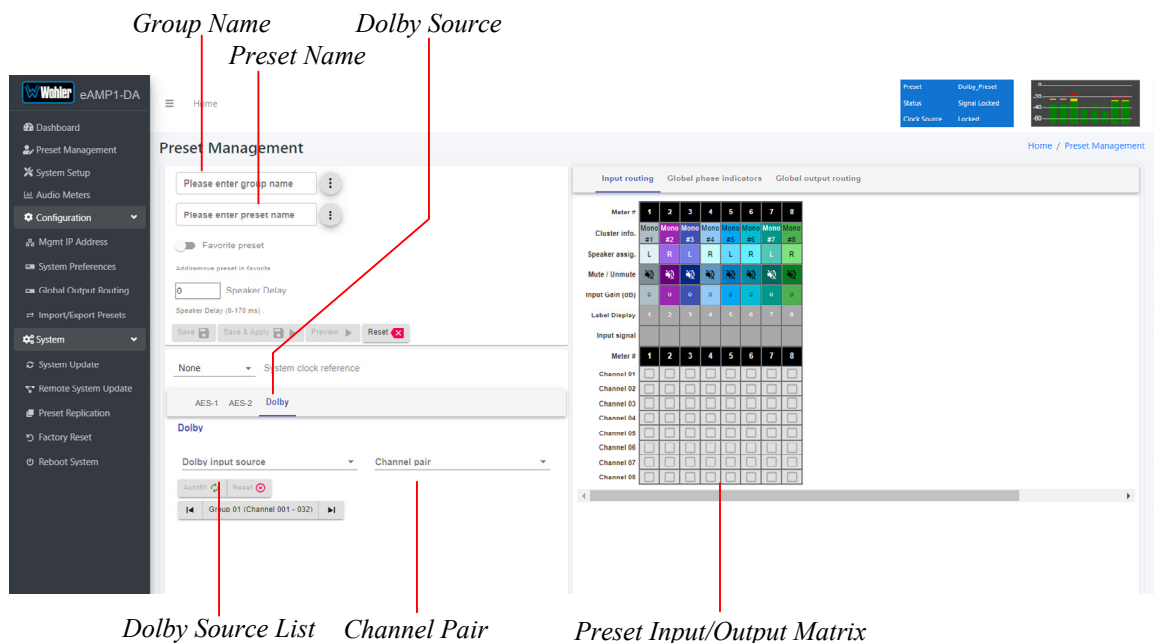 Group Name
Dolby Source
Preset Name
Wohler eAMP1-DA
Home
Preset Dolby_Preset
Status Signal Locked
Clock Source Locked
0
-20
-40
-60
Dashboard
Preset Management
System Setup
Audio Meters
Configuration
Mgmt IP Address
System Preferences
Global Output Routing
Import/Export Presets
System
System Update
Remote System Update
Preset Replication
Factory Reset
Reboot System
Preset Management
Home / Preset Management
Please enter group name
Please enter preset name
Favorite preset
Add/remove preset in favorite
0 Speaker Delay
Speaker Delay (0-170 ms)
Save Save & Apply Preview Reset
None System clock reference
AES-1 AES-2 Dolby
Dolby
Dolby input source Channel pair
Autofill Reset
Group 01 (Channel 001 - 032)
Input routing Global phase indicators Global output routing
Meter # 1 2 3 4 5 6 7 8
Cluster info. Mono #1 Mono #2 Mono #3 Mono #4 Mono #5 Mono #6 Mono #7 Mono #8
Speaker assig. L R L R L R L R
Mute / Unmute
Input Gain (dB) 0 0 0 0 0 0 0 0
Label Display 1 2 3 4 5 6 7 8
Input signal
Meter # 1 2 3 4 5 6 7 8
Channel 01
Channel 02
Channel 03
Channel 04
Channel 05
Channel 06
Channel 07
Channel 08
Dolby Source List
Channel Pair
Preset Input/Output Matrix